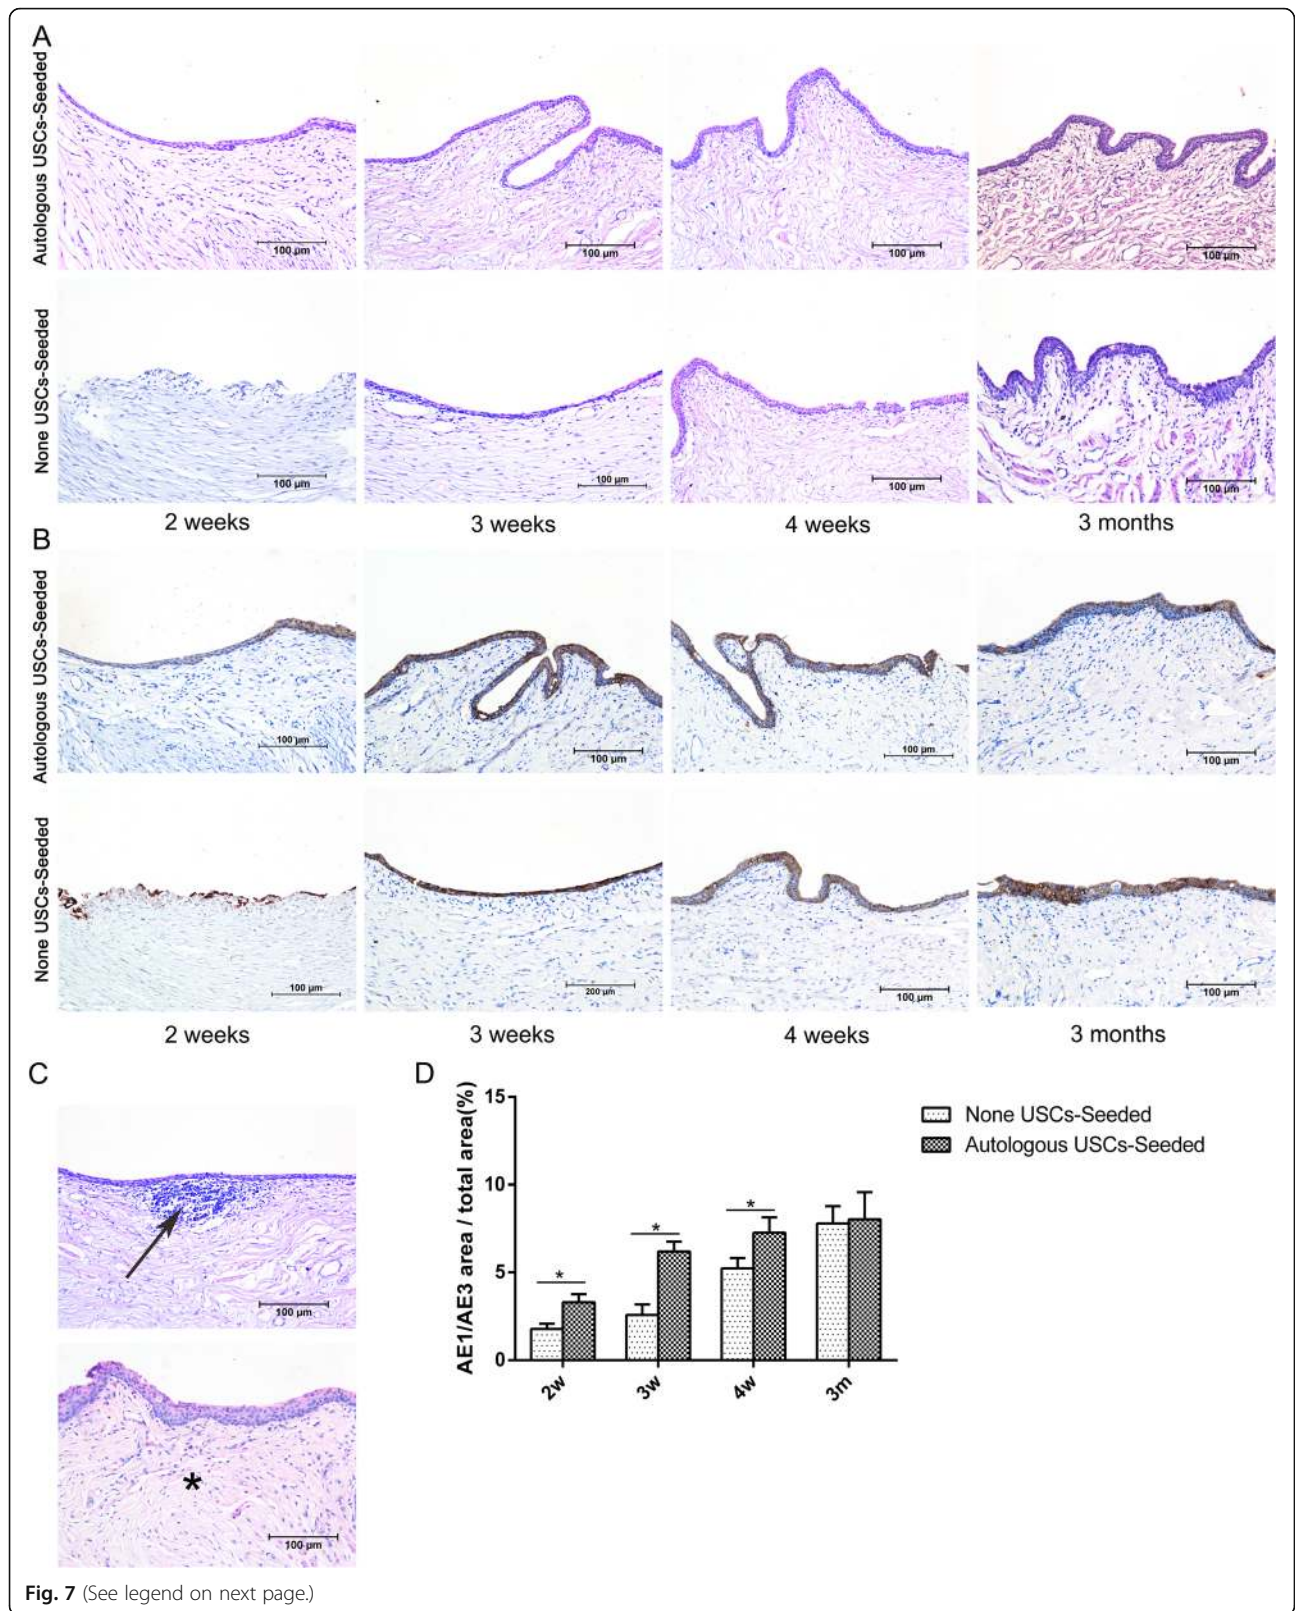 A
Autologous USCs-Seeded
100 µm
100 µm
100 µm
100 µm
None USCs-Seeded
100 µm
100 µm
100 µm
100 µm
2 weeks
3 weeks
4 weeks
3 months
B
Autologous USCs-Seeded
100 µm
100 µm
100 µm
100 µm
None USCs-Seeded
100 µm
200 µm
100 µm
100 µm
2 weeks
3 weeks
4 weeks
3 months
C
100 µm
*
100 µm
D
AE1/AE3 area / total area(%)
15
10
5
0
*
*
*
2w
3w
4w
3m
None USCs-Seeded
Autologous USCs-Seeded
Fig. 7 (See legend on next page.)